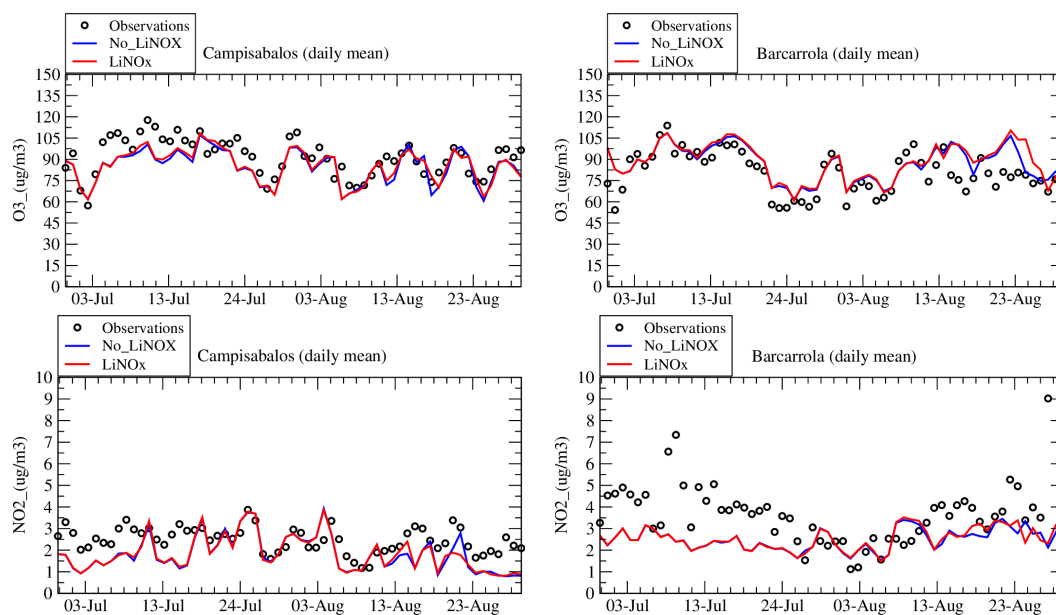 Observations
No_LiNOX
LiNOx
Campisabalos (daily mean)
O3_(ug/m3)
150
135
120
105
90
75
60
45
30
15
0
03-Jul 13-Jul 24-Jul 03-Aug 13-Aug 23-Aug
Observations
No_LiNOX
LiNOx
Barcarrola (daily mean)
O3_(ug/m3)
150
135
120
105
90
75
60
45
30
15
0
03-Jul 13-Jul 24-Jul 03-Aug 13-Aug 23-Aug
Observations
No_LiNOX
LiNOx
Campisabalos (daily mean)
NO2_(ug/m3)
10
9
8
7
6
5
4
3
2
1
0
03-Jul 13-Jul 24-Jul 03-Aug 13-Aug 23-Aug
Observations
No_LiNOX
LiNOx
Barcarrola (daily mean)
NO2_(ug/m3)
10
9
8
7
6
5
4
3
2
1
0
03-Jul 13-Jul 24-Jul 03-Aug 13-Aug 23-Aug